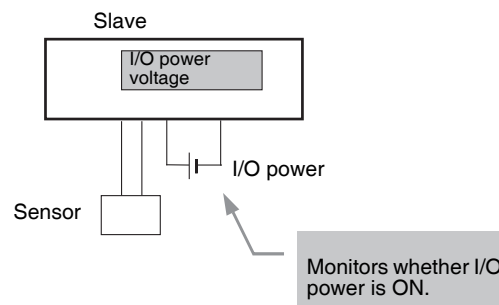 Slave
I/O power
voltage
I/O power
Sensor
Monitors whether I/O
power is ON.